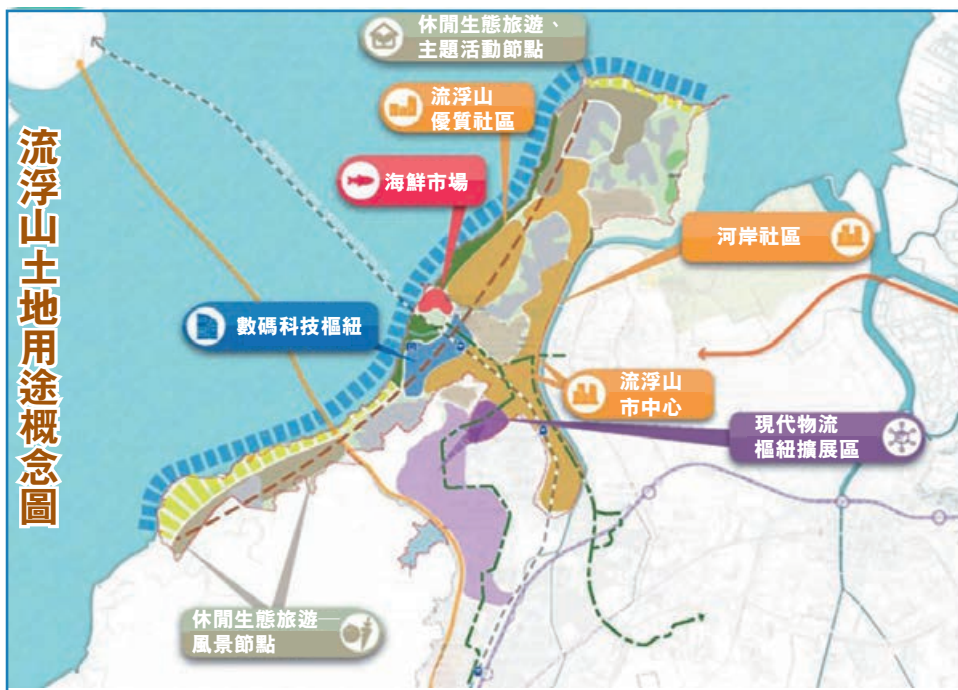 流浮山土地用途概念圖
休閒生態旅遊、
主題活動節點
流浮山
優質社區
海鮮市場
河岸社區
數碼科技樞紐
流浮山
市中心
現代物流
樞紐擴展區
休閒生態旅遊—
風景節點